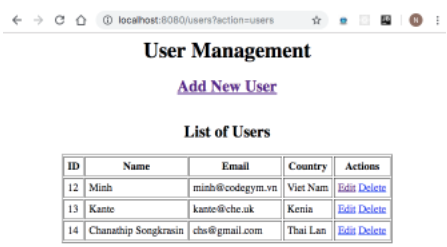 localhost:8080/users?action=users
N
User Management
Add New User
List of Users
ID Name Email Country Actions
12 Minh minh@codegym.vn Viet Nam Edit Delete
13 Kante kante@che.uk Kenia Edit Delete
14 Chanathip Songkrasin chs@gmail.com Thai Lan Edit Delete